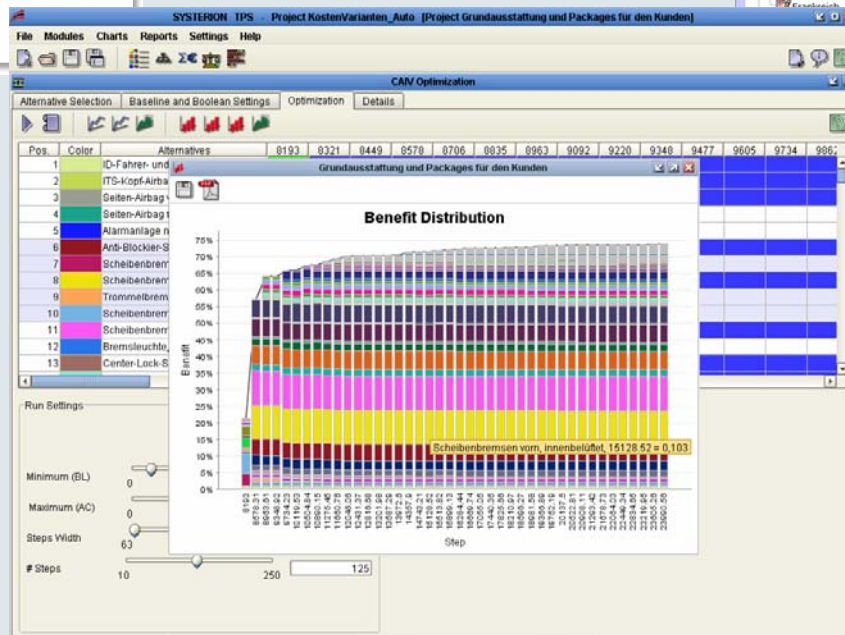 Frankreich
SYSTERION TPS - Project KostenVarianten_Auto [Project Grundausstattung und Packages für den Kunden]
File Modules Charts Reports Settings Help
CAIV Optimization
Alternative Selection Baseline and Boolean Settings Optimization Details
Pos. Color Alternatives 8193 8321 8449 8578 8706 8835 8963 9092 9220 9348 9477 9605 9734 9862
Grundausstattung und Packages für den Kunden
1 ID-Fahrer- und
2 ITS-Kopf-Airba
3 Seiten-Airbag v
4 Seiten-Airbag
5 Alarmanlage n
6 Anti-Blockier-S
7 Scheibenbrem
8 Scheibenbrem
9 Trommelbrem
10 Scheibenbrem
11 Scheibenbrem
12 Bremsleuchte,
13 Center-Lock-S
Benefit Distribution
75%
70%
65%
60%
55%
50%
45%
40%
35%
30%
25%
20%
15%
10%
5%
0%
Benefit
Scheibenbremsen vorn, innenbelüftet, 15128.52 = 0,103
8193
Step
Run Settings
Minimum (BL) 0
Maximum (AC) 0
Steps Width 63
# Steps 10 250 125